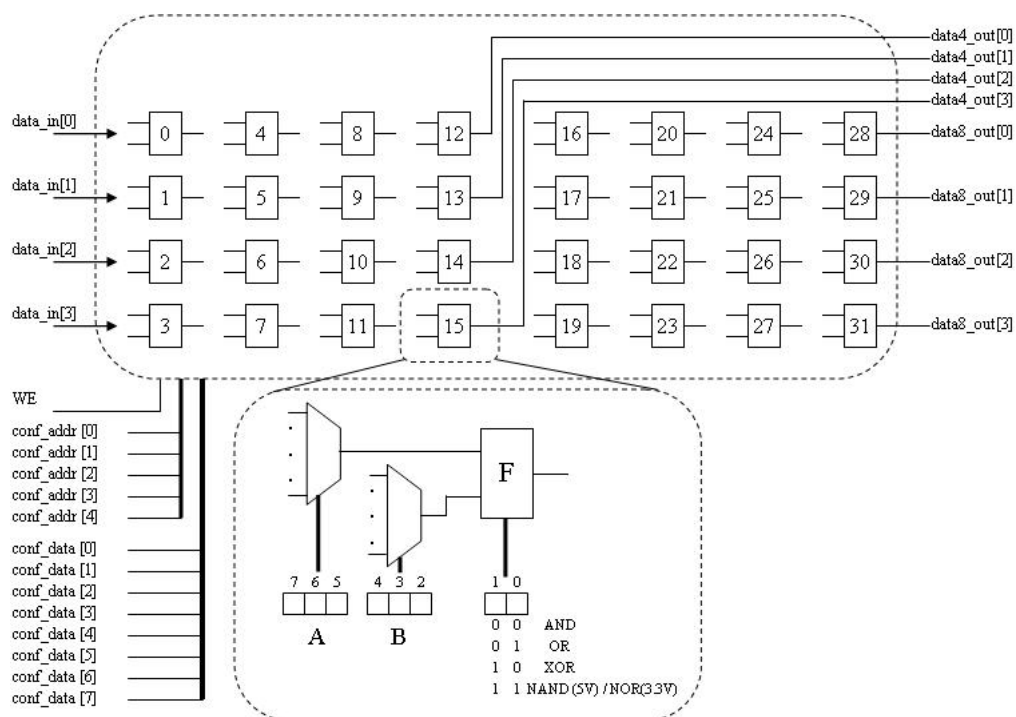 data4_out[0]
data4_out[1]
data4_out[2]
data4_out[3]
data_in[0] 0 4 8 12 16 20 24 28 data8_out[0]
data_in[1] 1 5 9 13 17 21 25 29 data8_out[1]
data_in[2] 2 6 10 14 18 22 26 30 data8_out[2]
data_in[3] 3 7 11 15 19 23 27 31 data8_out[3]
WE
conf_addr [0]
conf_addr [1]
conf_addr [2]
conf_addr [3]
conf_addr [4]
conf_data [0]
conf_data [1]
conf_data [2]
conf_data [3]
conf_data [4]
conf_data [5]
conf_data [6]
conf_data [7]
F
7 6 5 4 3 2 1 0
A B
0 0 AND
0 1 OR
1 0 XOR
1 1 NAND (5V) / NOR(3.3V)